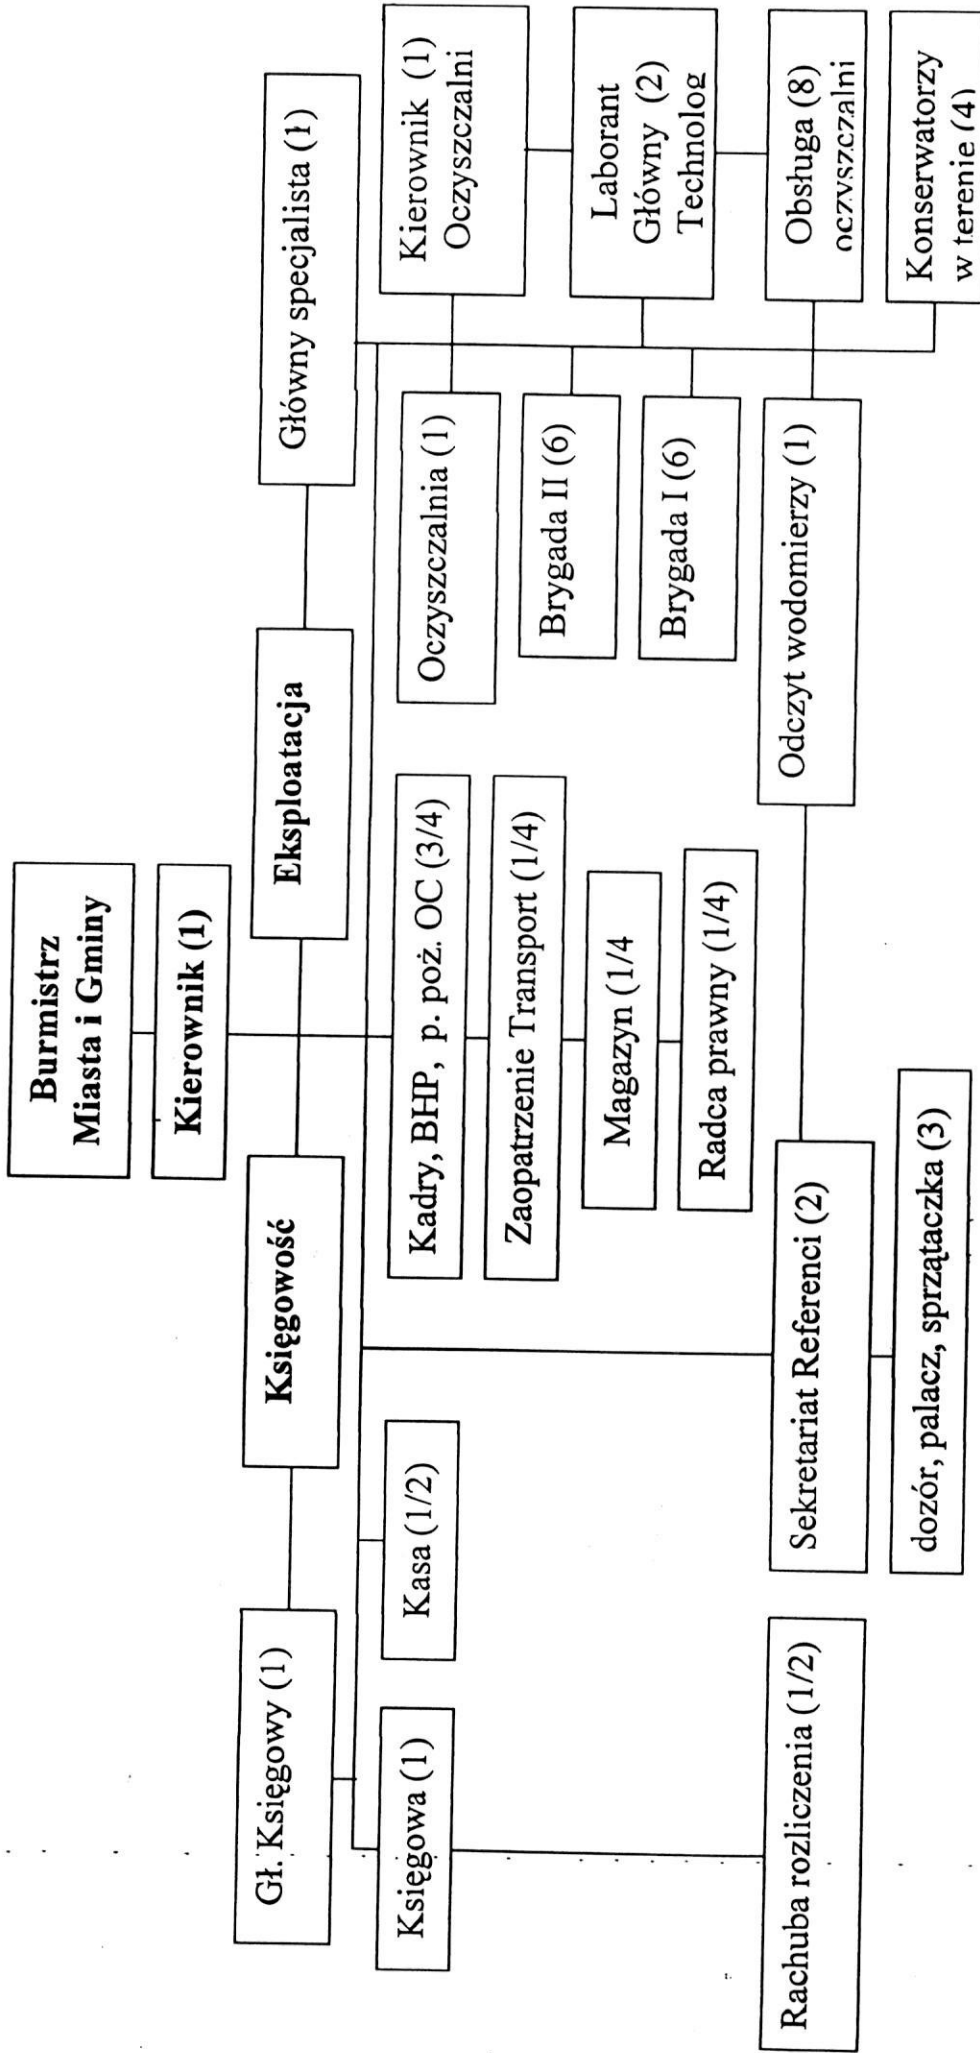 Burmistrz
Miasta i Gminy
Kierownik (1)
Gł. Księgowy (1)
Księgowość
Eksploatacja
Główny specjalista (1)
Księgowa (1)
Kasa (1/2)
Kadry, BHP, p. poż. OC (3/4)
Zaopatrzenie Transport (1/4)
Magazyn (1/4
Radca prawny (1/4)
Oczyszczalnia (1)
Brygada II (6)
Brygada I (6)
Kierownik (1)
Oczyszczalni
Laborant
Główny (2)
Technolog
Rachuba rozliczenia (1/2)
Sekretariat Referenci (2)
Odczyt wodomierzy (1)
Obsługa (8)
oczyszczalni
dozór, palacz, sprzątaczka (3)
Konserwatorzy
w terenie (4)